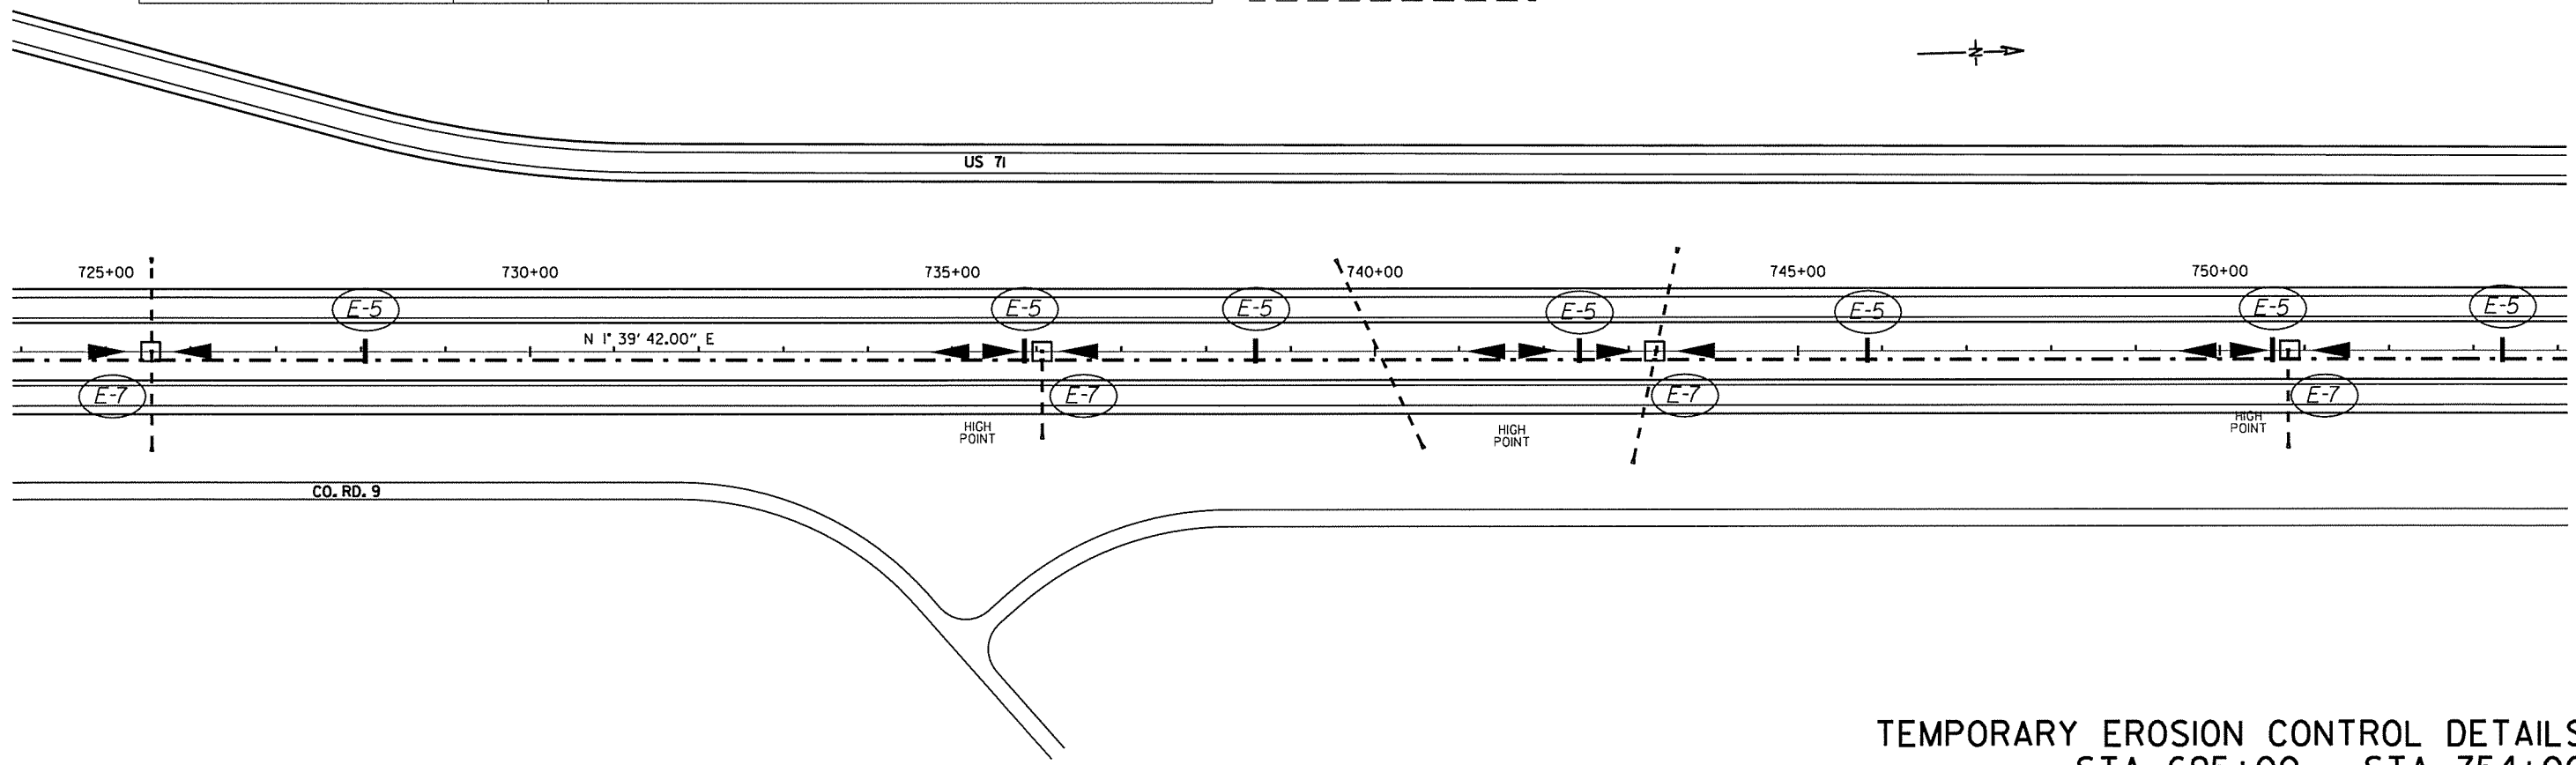 N
US 71
725+00 730+00 735+00 740+00 745+00 750+00
E-5 E-5 E-5 E-5 E-5 E-5 E-5
N 1° 39' 42.00" E
E-7 E-7 E-7 E-7
HIGH
POINT
HIGH
POINT
HIGH
POINT
CO. RD. 9
TEMPORARY EROSION CONTROL DETAILS